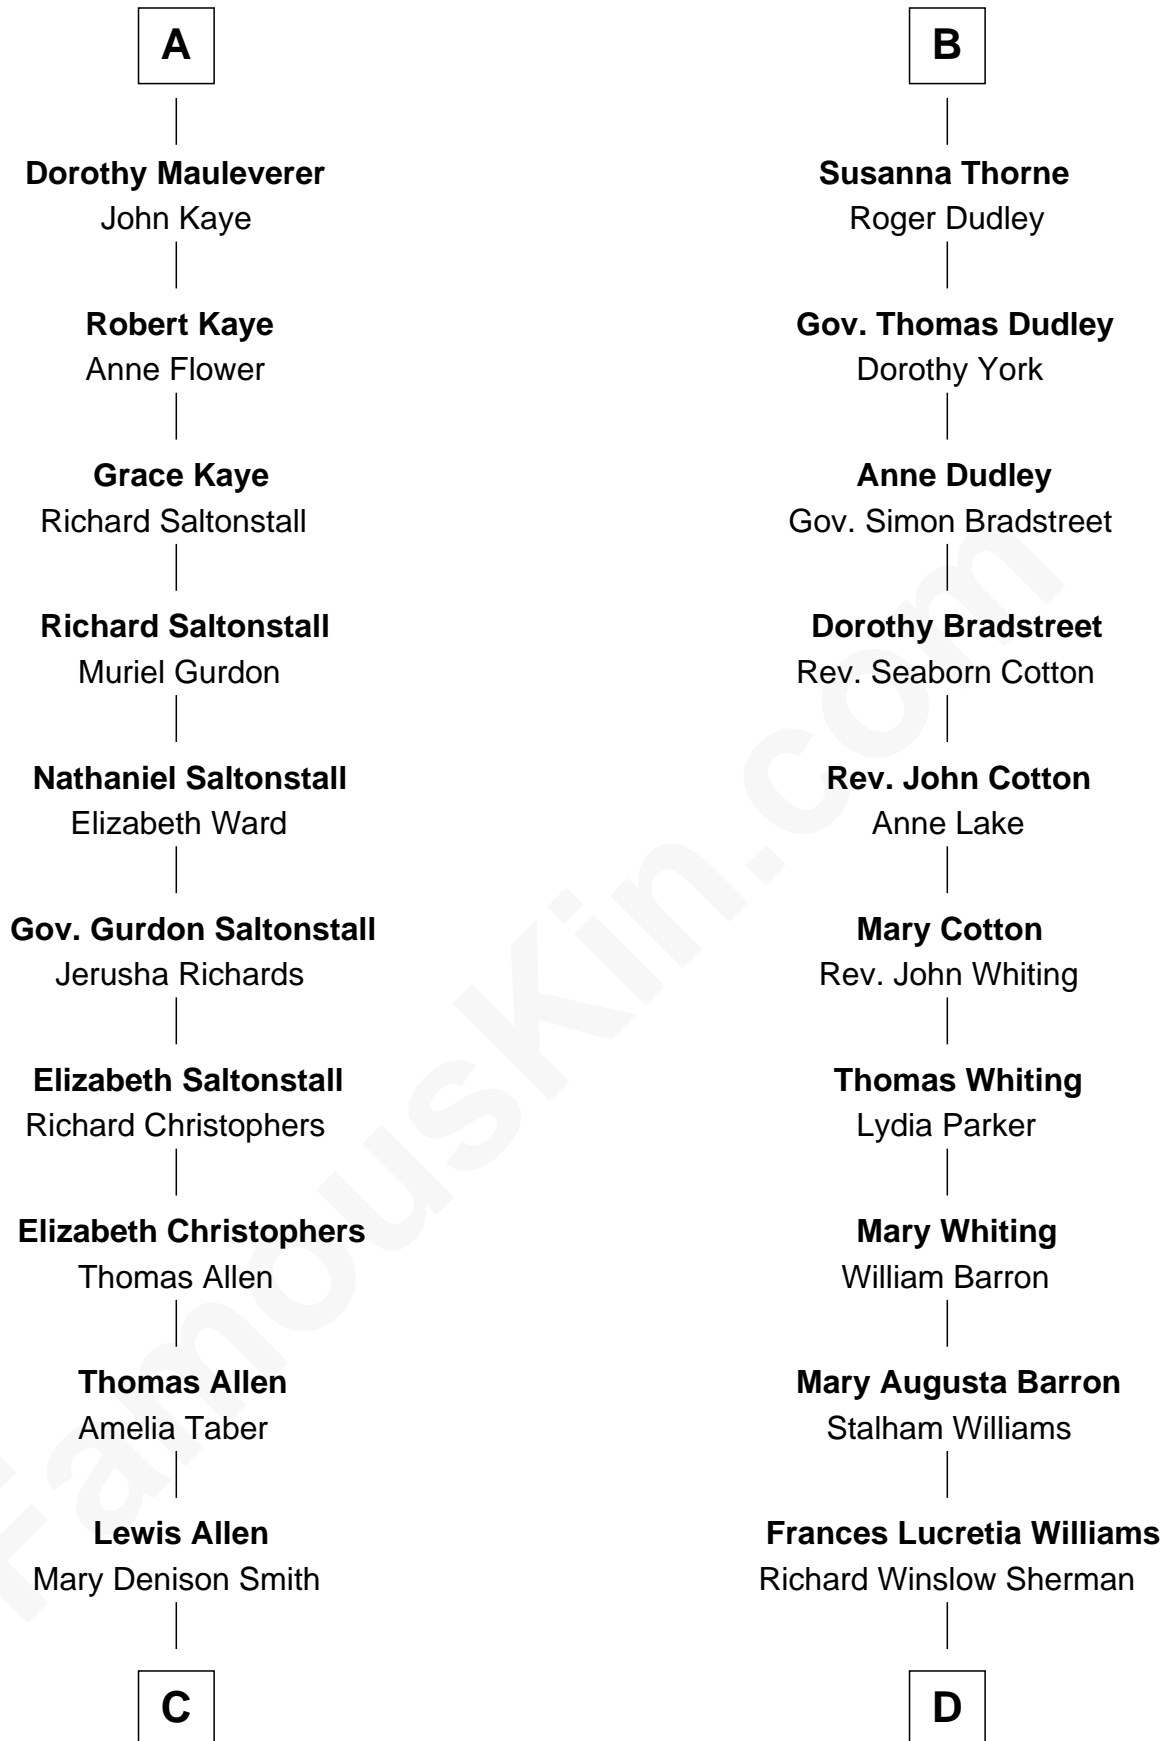 A
Dorothy Mauleverer
John Kaye
Robert Kaye
Anne Flower
Grace Kaye
Richard Saltonstall
Richard Saltonstall
Muriel Gurdon
Nathaniel Saltonstall
Elizabeth Ward
Gov. Gurdon Saltonstall
Jerusha Richards
Elizabeth Saltonstall
Richard Christophers
Elizabeth Christophers
Thomas Allen
Thomas Allen
Amelia Taber
Lewis Allen
Mary Denison Smith
C
B
Susanna Thorne
Roger Dudley
Gov. Thomas Dudley
Dorothy York
Anne Dudley
Gov. Simon Bradstreet
Dorothy Bradstreet
Rev. Seaborn Cotton
Rev. John Cotton
Anne Lake
Mary Cotton
Rev. John Whiting
Thomas Whiting
Lydia Parker
Mary Whiting
William Barron
Mary Augusta Barron
Stalham Williams
Frances Lucretia Williams
Richard Winslow Sherman
D
FamousKin.com